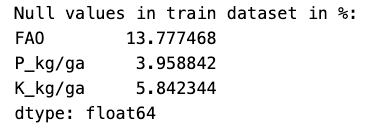 Null values in train dataset in %:
FAO 13.777468
P_kg/ga 3.958842
K_kg/ga 5.842344
dtype: float64